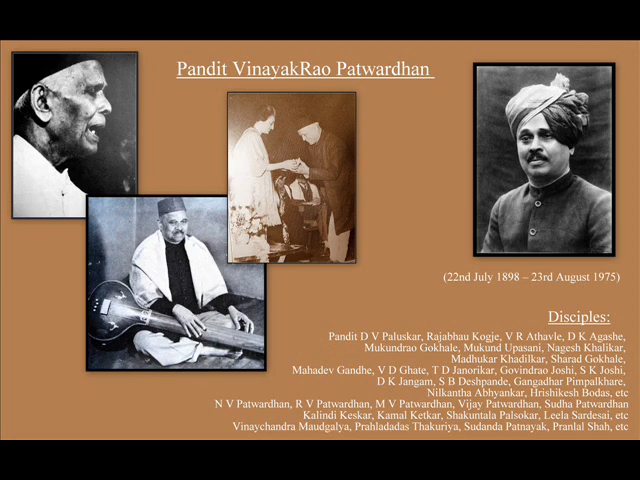 Pandit VinayakRao Patwardhan
(22nd July 1898 – 23rd August 1975)
Disciples:
Pandit D V Paluskar, Rajabhau Kogje, V R Athavle, D K Agashe,
Mukundrao Gokhale, Mukund Upasani, Nagesh Khalikar,
Madhukar Khadilkar, Sharad Gokhale,
Mahadev Gandhe, V D Ghate, T D Janorikar, Govindrao Joshi, S K Joshi,
D K Jangam, S B Deshpande, Gangadhar Pimpalkhare,
Nilkantha Abhyankar, Hrishikesh Bodas, etc
N V Patwardhan, R V Patwardhan, M V Patwardhan, Vijay Patwardhan, Sudha Patwardhan
Kalindi Keskar, Kamal Ketkar, Shakuntala Palsokar, Leela Sardesai, etc
Vinaychandra Maudgalya, Prahladadas Thakuriya, Sudanda Patnayak, Pranlal Shah, etc